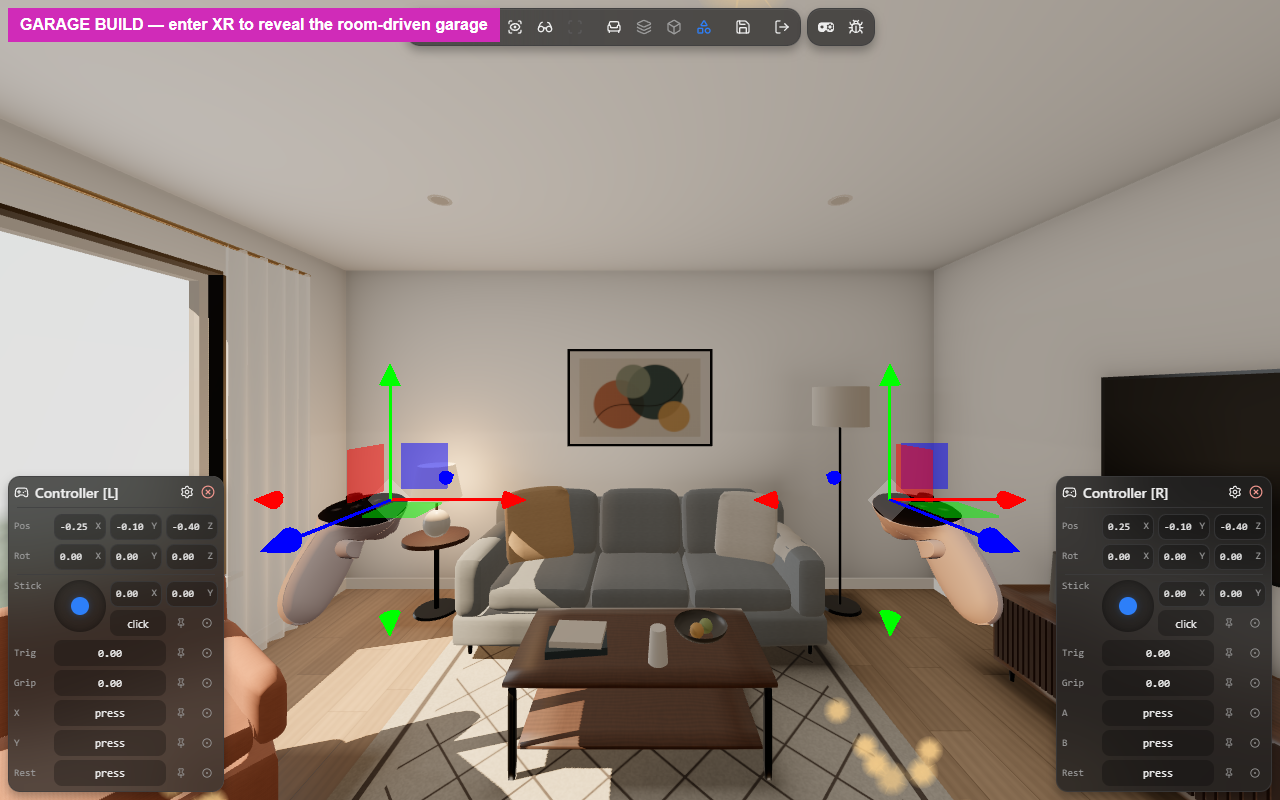 GARAGE BUILD — enter XR to reveal the room-driven garage
Controller [L]
Pos -0.25 X -0.10 Y -0.40 Z
Rot 0.00 X 0.00 Y 0.00 Z
Stick 0.00 X 0.00 Y
click
Trig 0.00
Grip 0.00
X press
Y press
Rest press
Controller [R]
Pos 0.25 X -0.10 Y -0.40 Z
Rot 0.00 X 0.00 Y 0.00 Z
Stick 0.00 X 0.00 Y
click
Trig 0.00
Grip 0.00
A press
B press
Rest press